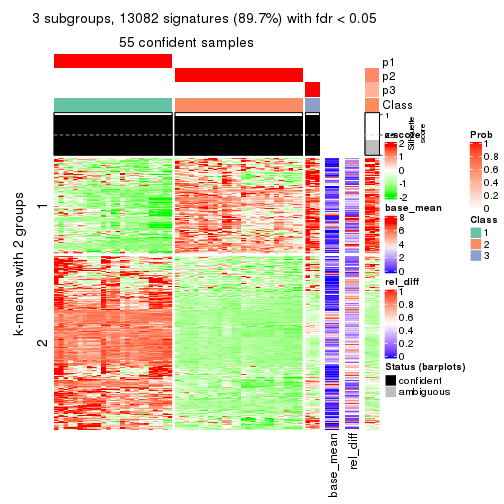 3 subgroups, 13082 signatures (89.7%) with fdr < 0.05
55 confident samples
p1
p2
p3
Class
1
Silhouette
score
k-means with 2 groups
1
2
z-score
2
1
0
-1
-2
base_mean
8
6
4
2
0
rel_diff
1
0.8
0.6
0.4
0.2
0
Status (barplots)
confident
ambiguous
Prob
1
0.8
0.6
0.4
0.2
0
Class
1
2
3
base_mean
rel_diff